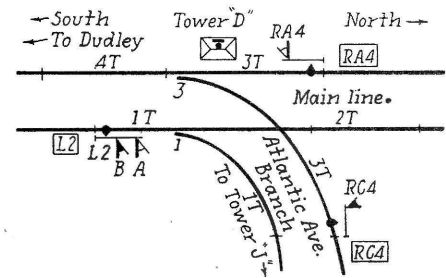 South
Tower "D"
North
To Dudley
RA4
RA4
4T
3T
3
Main line.
1T
2T
L2
L2
B
A
1
Atlantic Ave.
Branch
3T
1T
To Tower "J"
RC4
RC4